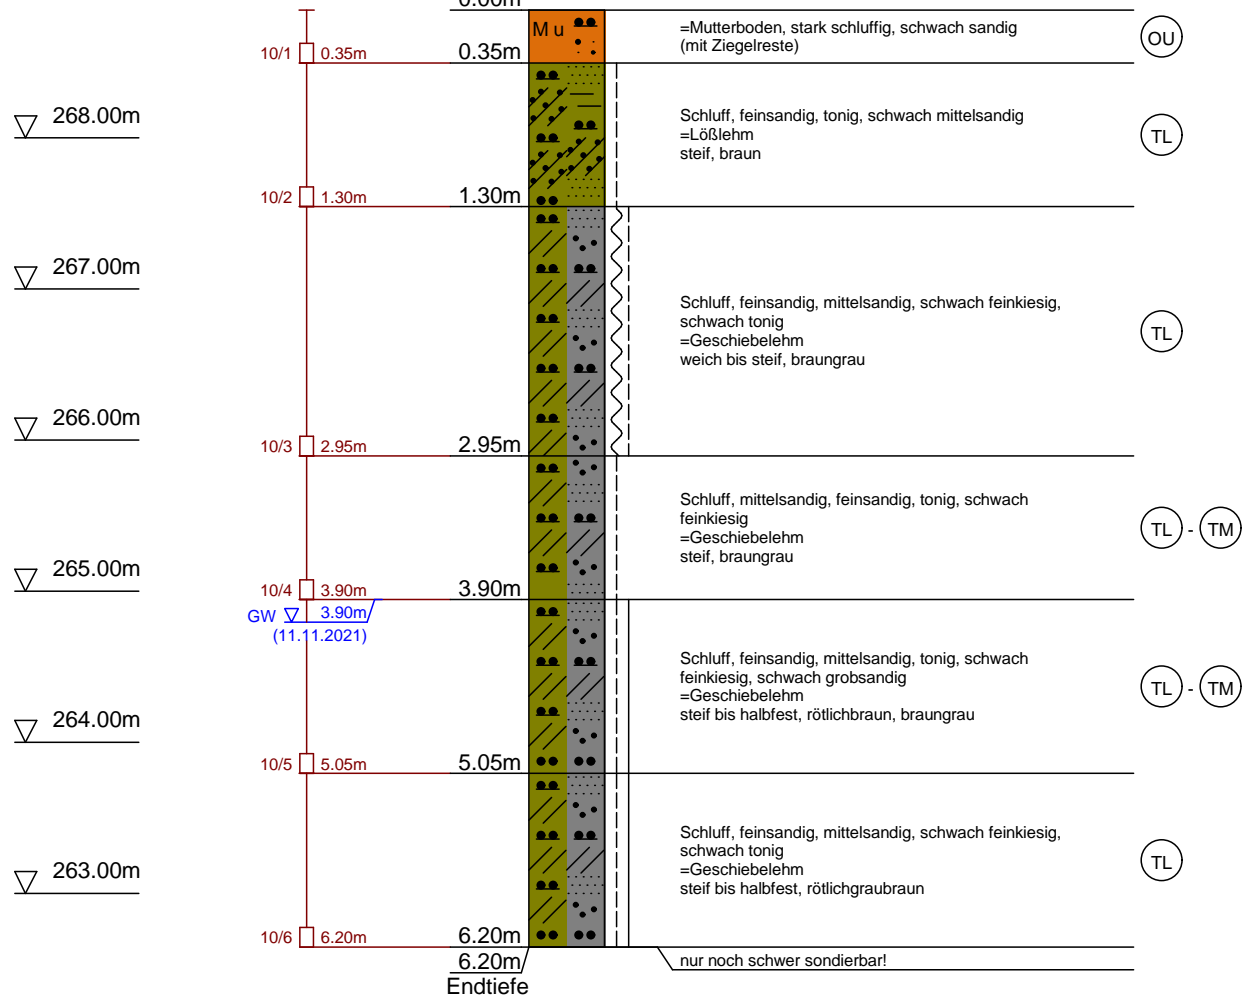 0.00m
M u
=Mutterboden, stark schluffig, schwach sandig
(mit Ziegelreste)
OU
10/1 0.35m 0.35m
268.00m
Schluff, feinsandig, tonig, schwach mittelsandig
=Lößlehm
steif, braun
TL
10/2 1.30m 1.30m
267.00m
Schluff, feinsandig, mittelsandig, schwach feinkiesig,
schwach tonig
=Geschiebelehm
weich bis steif, braungrau
TL
266.00m
10/3 2.95m 2.95m
Schluff, mittelsandig, feinsandig, tonig, schwach
feinkiesig
=Geschiebelehm
steif, braungrau
TL - TM
265.00m
10/4 3.90m 3.90m
GW 3.90m
(11.11.2021)
Schluff, feinsandig, mittelsandig, tonig, schwach
feinkiesig, schwach grobsandig
=Geschiebelehm
steif bis halbfest, rötlichbraun, braungrau
TL - TM
264.00m
10/5 5.05m 5.05m
Schluff, feinsandig, mittelsandig, schwach feinkiesig,
schwach tonig
=Geschiebelehm
steif bis halbfest, rötlichgraubraun
TL
263.00m
10/6 6.20m 6.20m
6.20m
Endtiefe
nur noch schwer sondierbar!